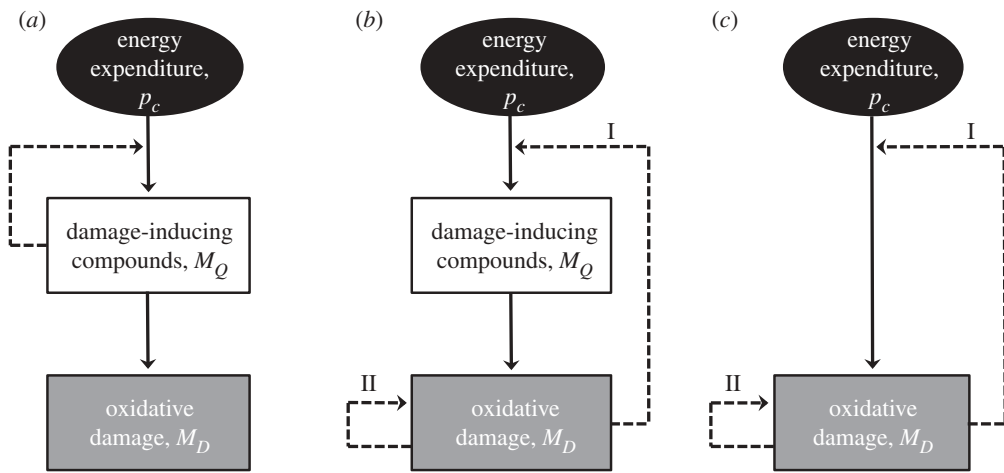 (a)
energy
expenditure,
p_c
damage-inducing
compounds, M_Q
oxidative
damage, M_D
(b)
energy
expenditure,
p_c
I
damage-inducing
compounds, M_Q
II
oxidative
damage, M_D
(c)
energy
expenditure,
p_c
I
II
oxidative
damage, M_D